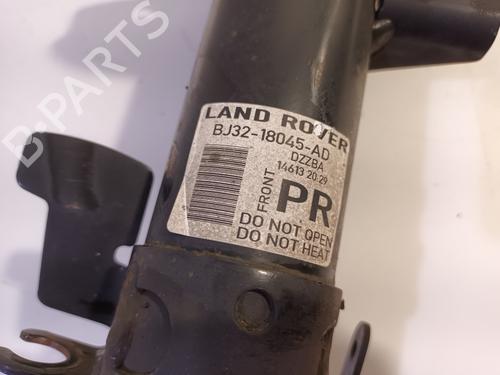 B-PARTS
LAND ROVER
BJ32-18045-AD
DZZBA
14613 20:29
FRONT
PR
DO NOT OPEN
DO NOT HEAT